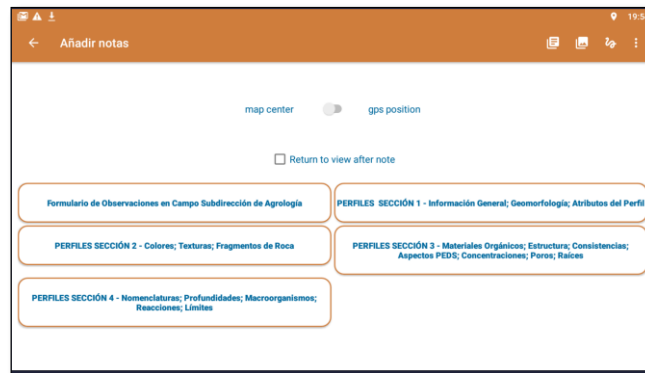 19:5
Añadir notas
map center gps position
Return to view after note
Formulario de Observaciones en Campo Subdirección de Agrología
PERFILES SECCIÓN 1 - Información General; Geomorfología; Atributos del Perfil
PERFILES SECCIÓN 2 - Colores; Texturas; Fragmentos de Roca
PERFILES SECCIÓN 3 - Materiales Orgánicos; Estructura; Consistencias;
Aspectos PEDS; Concentraciones; Poros; Raíces
PERFILES SECCIÓN 4 - Nomenclaturas; Profundidades; Macroorganismos;
Reacciones; Límites